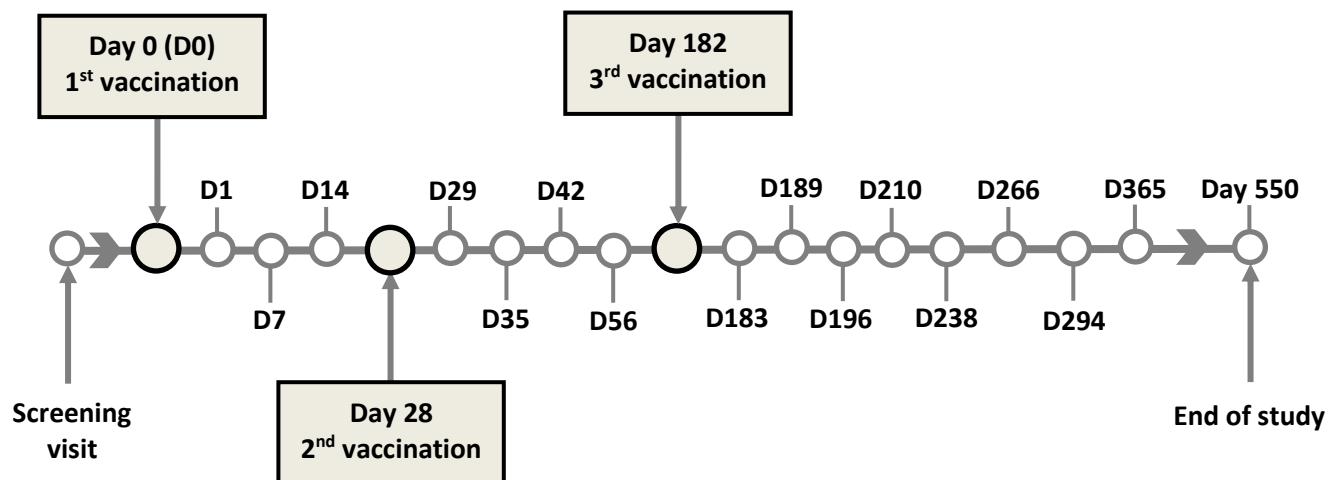 Day 0 (D0)
1st vaccination
Day 182
3rd vaccination
D1
D14
D29
D42
D189
D210
D266
D365
Day 550
D7
D35
D56
D183
D196
D238
D294
Screening
visit
Day 28
2nd vaccination
End of study